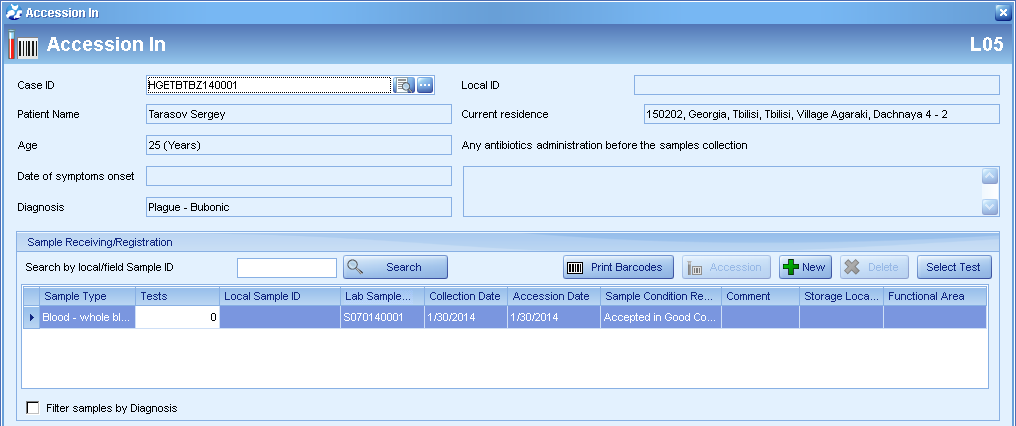 Accession In
Accession In L05
Case ID HGETBTBZ140001 Local ID
Patient Name Tarasov Sergey Current residence 150202, Georgia, Tbilisi, Tbilisi, Village Agaraki, Dachnaya 4 - 2
Age 25 (Years) Any antibiotics administration before the samples collection
Date of symptoms onset
Diagnosis Plague - Bubonic
Sample Receiving/Registration
Search by local/field Sample ID Search Print Barcodes Accession New Delete Select Test
Sample Type Tests Local Sample ID Lab Sample... Collection Date Accession Date Sample Condition Re... Comment Storage Loca... Functional Area
Blood - whole bl... 0 S070140001 1/30/2014 1/30/2014 Accepted in Good Co...
Filter samples by Diagnosis